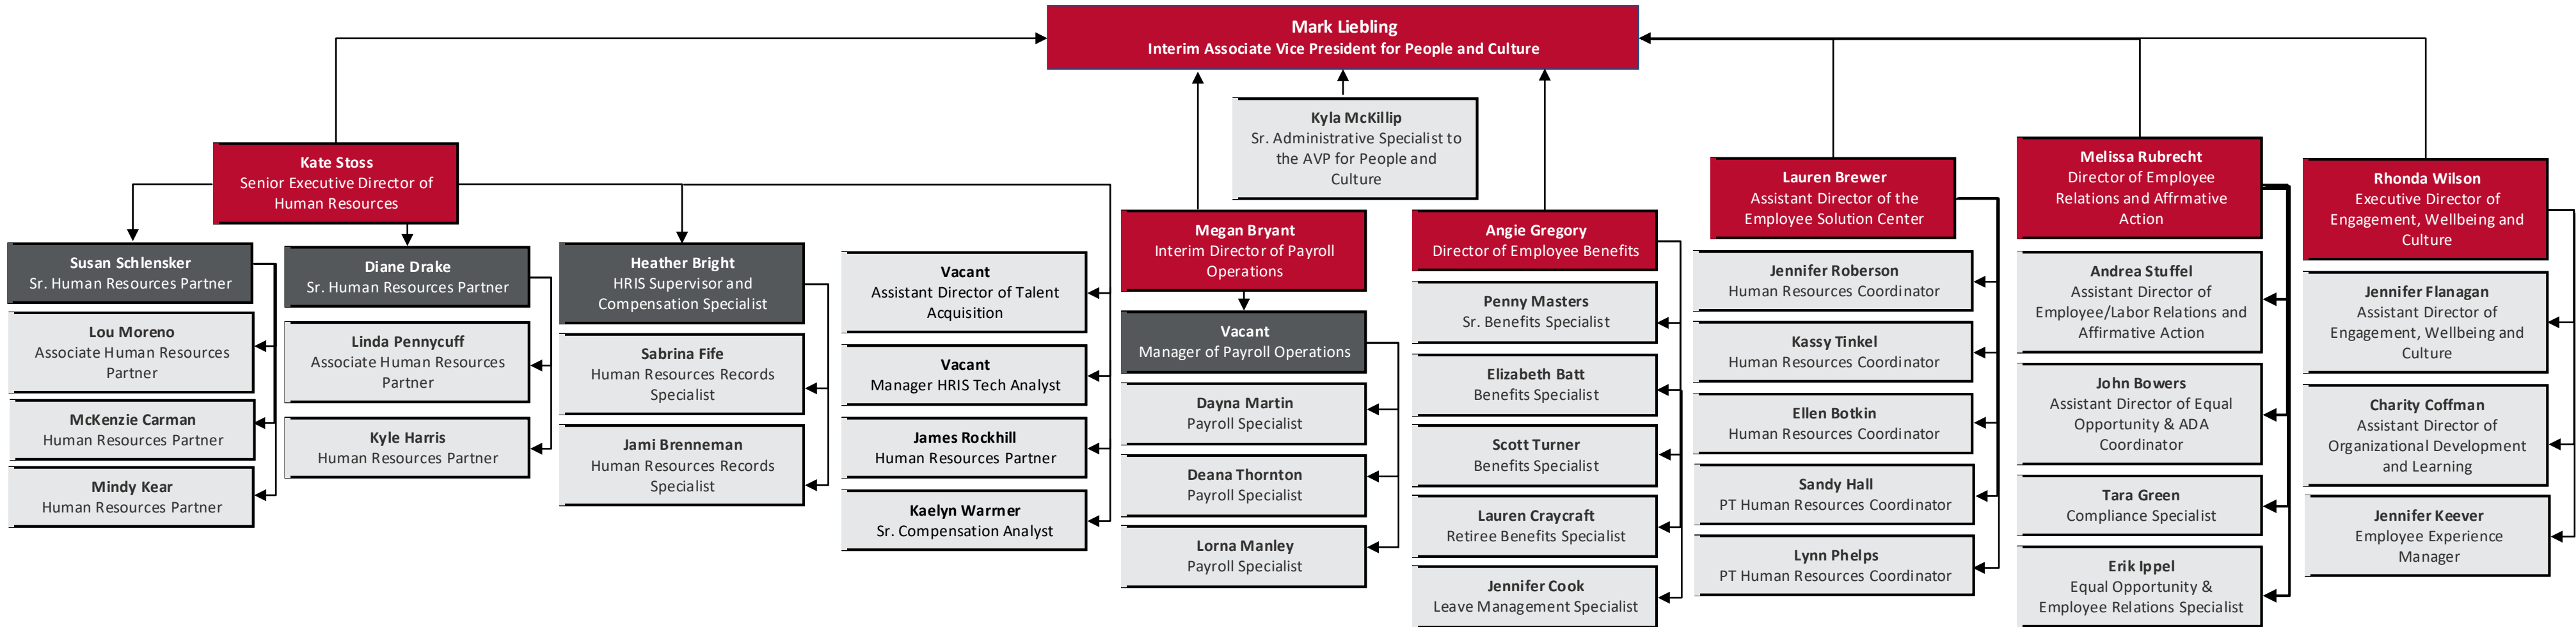 Mark Liebling
Interim Associate Vice President for People and Culture
Kyla McKillip
Sr. Administrative Specialist to
the AVP for People and
Culture
Kate Stoss
Senior Executive Director of
Human Resources
Susan Schlensker
Sr. Human Resources Partner
Lou Moreno
Associate Human Resources
Partner
McKenzie Carman
Human Resources Partner
Mindy Kear
Human Resources Partner
Diane Drake
Sr. Human Resources Partner
Linda Pennycuff
Associate Human Resources
Partner
Kyle Harris
Human Resources Partner
Heather Bright
HRIS Supervisor and
Compensation Specialist
Sabrina Fife
Human Resources Records
Specialist
Jami Brenneman
Human Resources Records
Specialist
Vacant
Assistant Director of Talent
Acquisition
Vacant
Manager HRIS Tech Analyst
James Rockhill
Human Resources Partner
Kaelyn Warmer
Sr. Compensation Analyst
Megan Bryant
Interim Director of Payroll
Operations
Vacant
Manager of Payroll Operations
Dayna Martin
Payroll Specialist
Deana Thornton
Payroll Specialist
Lorna Manley
Payroll Specialist
Angie Gregory
Director of Employee Benefits
Penny Masters
Sr. Benefits Specialist
Elizabeth Batt
Benefits Specialist
Scott Turner
Benefits Specialist
Lauren Craycraft
Retiree Benefits Specialist
Jennifer Cook
Leave Management Specialist
Lauren Brewer
Assistant Director of the
Employee Solution Center
Jennifer Roberson
Human Resources Coordinator
Kassy Tinkel
Human Resources Coordinator
Ellen Botkin
Human Resources Coordinator
Sandy Hall
PT Human Resources Coordinator
Lynn Phelps
PT Human Resources Coordinator
Melissa Rubrecht
Director of Employee
Relations and Affrmative
Action
Andrea Stuffel
Assistant Director of
Employee/Labor Relations and
Affirmative Action
John Bowers
Assistant Director of Equal
Opportunity & ADA
Coordinator
Tara Green
Compliance Specialist
Erik Ippel
Equal Opportunity &
Employee Relations Specialist
Rhonda Wilson
Executive Director of
Engagement, Wellbeing and
Culture
Jennifer Flanagan
Assistant Director of
Engagement, Wellbeing and
Culture
Charity Coffman
Assistant Director of
Organizational Development
and Learning
Jennifer Keever
Employee Experience
Manager